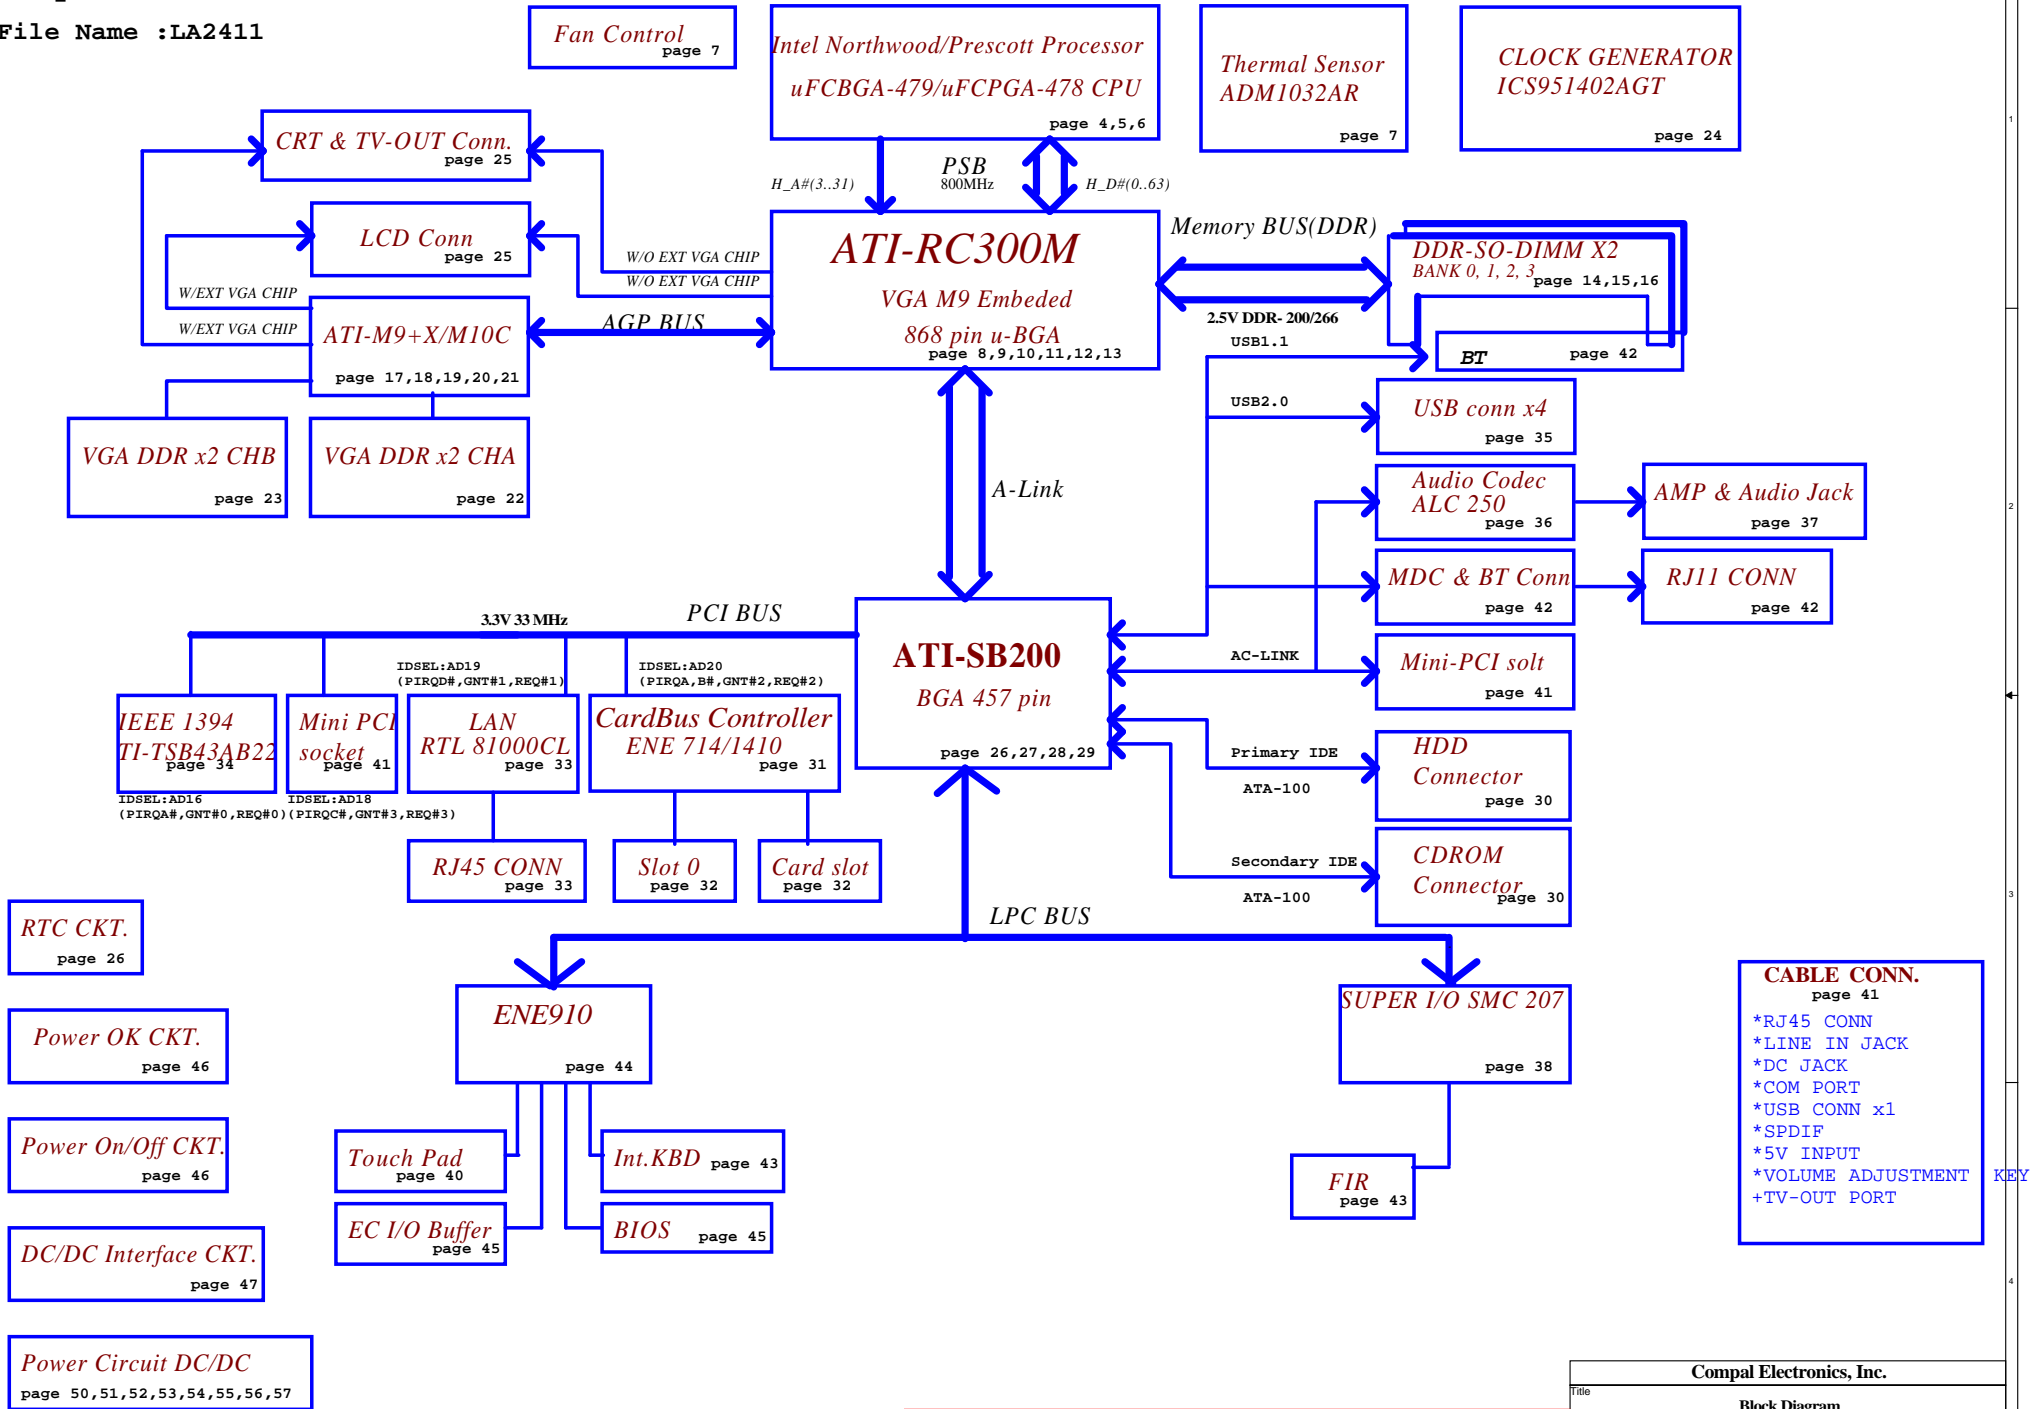 File Name :LA2411
Fan Control
page 7
Intel Northwood/Prescott Processor
uFCBGA-479/uFCPGA-478 CPU
page 4,5,6
Thermal Sensor
ADM1032AR
page 7
CLOCK GENERATOR
ICS951402AGT
page 24
CRT & TV-OUT Conn.
page 25
H_A#(3..31)
PSB
800MHz
H_D#(0..63)
LCD Conn
page 25
W/O EXT VGA CHIP
W/O EXT VGA CHIP
W/EXT VGA CHIP
W/EXT VGA CHIP
ATI-RC300M
VGA M9 Embeded
868 pin u-BGA
page 8,9,10,11,12,13
Memory BUS(DDR)
2.5V DDR- 200/266
DDR-SO-DIMM X2
BANK 0, 1, 2, 3
page 14,15,16
ATI-M9+X/M10C
page 17,18,19,20,21
AGP BUS
USB1.1
BT
page 42
VGA DDR x2 CHB
page 23
VGA DDR x2 CHA
page 22
USB2.0
USB conn x4
page 35
A-Link
Audio Codec
ALC 250
page 36
AMP & Audio Jack
page 37
MDC & BT Conn
page 42
RJ11 CONN
page 42
3.3V 33 MHz
PCI BUS
ATI-SB200
BGA 457 pin
page 26,27,28,29
AC-LINK
Mini-PCI solt
page 41
IDSEL:AD19
(PIRQD#,GNT#1,REQ#1)
IDSEL:AD20
(PIRQA,B#,GNT#2,REQ#2)
IEEE 1394
TI-TSB43AB22
page 34
Mini PCI
socket
page 41
LAN
RTL 81000CL
page 33
CardBus Controller
ENE 714/1410
page 31
IDSEL:AD16
(PIRQA#,GNT#0,REQ#0)
IDSEL:AD18
(PIRQC#,GNT#3,REQ#3)
Primary IDE
ATA-100
HDD
Connector
page 30
RJ45 CONN
page 33
Slot 0
page 32
Card slot
page 32
Secondary IDE
ATA-100
CDROM
Connector
page 30
LPC BUS
RTC CKT.
page 26
Power OK CKT.
page 46
Power On/Off CKT.
page 46
DC/DC Interface CKT.
page 47
Power Circuit DC/DC
page 50,51,52,53,54,55,56,57
ENE910
page 44
SUPER I/O SMC 207
page 38
Touch Pad
page 40
Int.KBD page 43
EC I/O Buffer
page 45
BIOS page 45
FIR
page 43
CABLE CONN.
page 41
*RJ45 CONN
*LINE IN JACK
*DC JACK
*COM PORT
*USB CONN x1
*SPDIF
*5V INPUT
*VOLUME ADJUSTMENT KEY
+TV-OUT PORT
1
2
3
4
Compal Electronics, Inc.
Title
Block Diagram